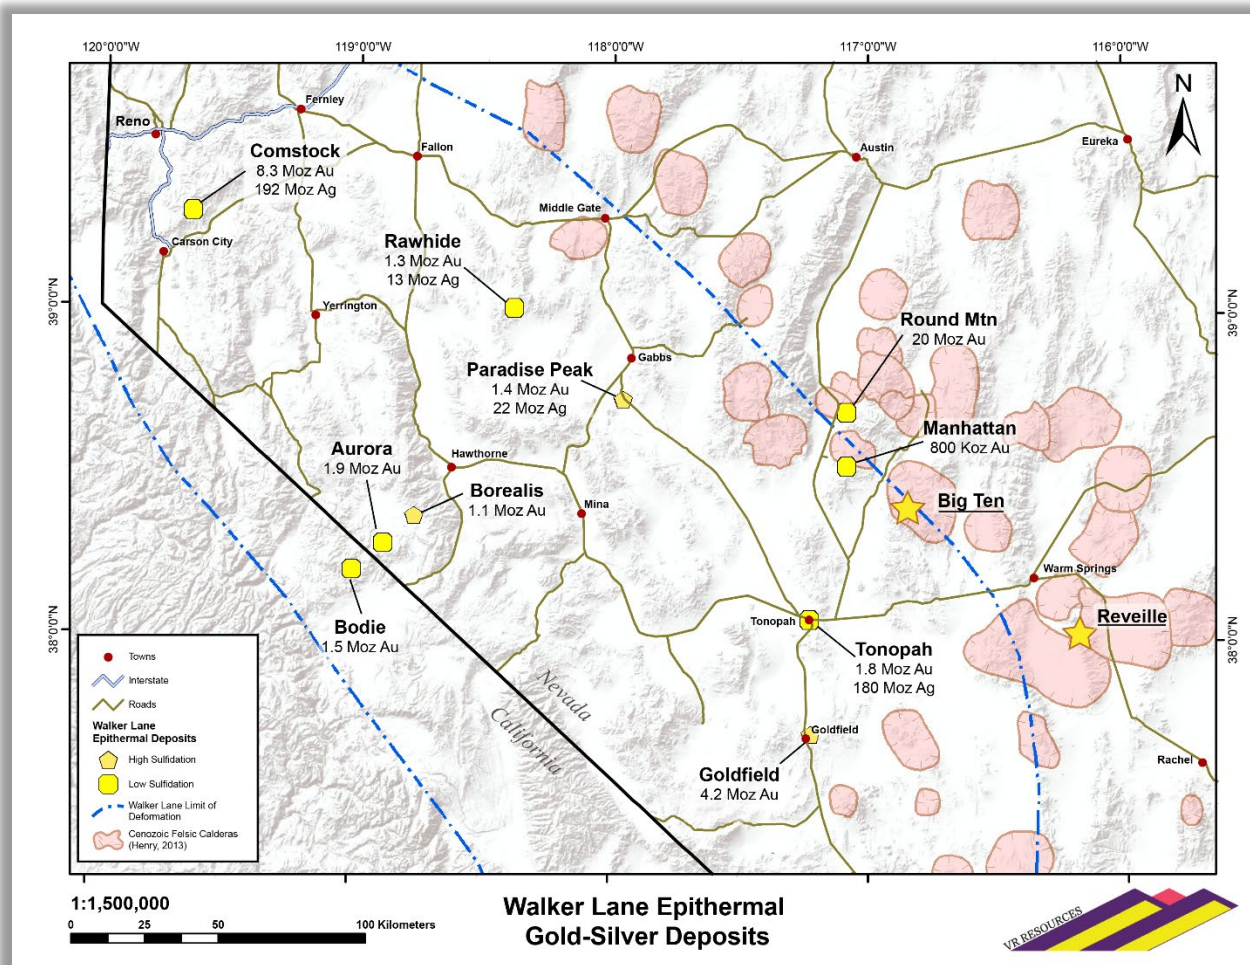 120°0'0"W
119°0'0"W
118°0'0"W
117°0'0"W
116°0'0"W
N
Fernley
Reno
Comstock
8.3 Moz Au
192 Moz Ag
Fallon
Austin
Eureka
Middle Gate
Carson City
Rawhide
1.3 Moz Au
13 Moz Ag
39°0'0"N
39°0'0"N
Yerrington
Round Mtn
20 Moz Au
Gabbs
Paradise Peak
1.4 Moz Au
22 Moz Ag
Manhattan
800 Koz Au
Aurora
1.9 Moz Au
Hawthorne
Borealis
1.1 Moz Au
Mina
Big Ten
Warm Springs
Bodie
1.5 Moz Au
38°0'0"N
38°0'0"N
Reveille
Tonopah
Tonopah
1.8 Moz Au
180 Moz Ag
Nevada
California
Goldfield
Goldfield
4.2 Moz Au
Rachel
Towns
Interstate
Roads
Walker Lane
Epithermal Deposits
High Sulfidation
Low Sulfidation
Walker Lane Limit of
Deformation
Cenozoic Felsic Calderas
(Henry, 2013)
1:1,500,000
0 25 50 100 Kilometers
Walker Lane Epithermal
Gold-Silver Deposits
VR RESOURCES